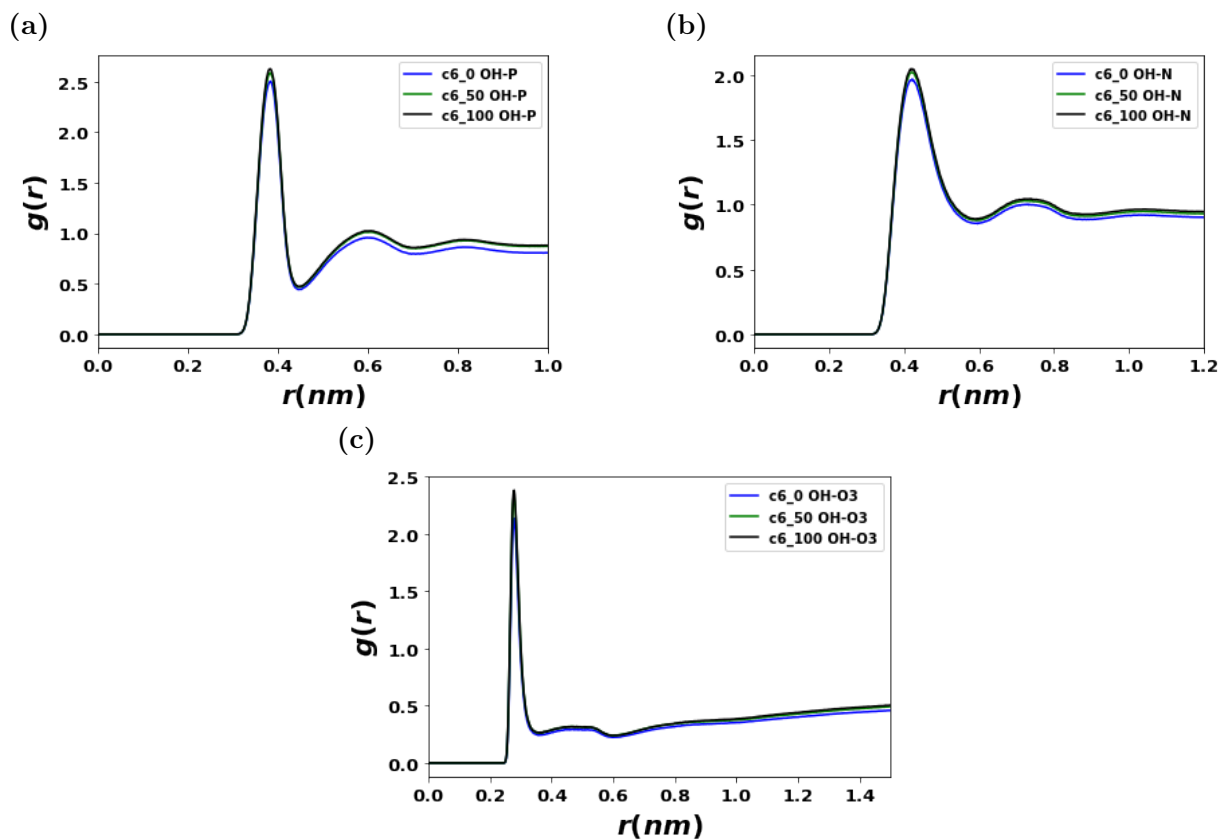 (a)
g(r)
2.5
2.0
1.5
1.0
0.5
0.0
c6_0 OH-P
c6_50 OH-P
c6_100 OH-P
0.0 0.2 0.4 0.6 0.8 1.0
r(nm)
(b)
g(r)
2.0
1.5
1.0
0.5
0.0
c6_0 OH-N
c6_50 OH-N
c6_100 OH-N
0.0 0.2 0.4 0.6 0.8 1.0 1.2
r(nm)
(c)
g(r)
2.5
2.0
1.5
1.0
0.5
0.0
c6_0 OH-O3
c6_50 OH-O3
c6_100 OH-O3
0.0 0.2 0.4 0.6 0.8 1.0 1.2 1.4
r(nm)